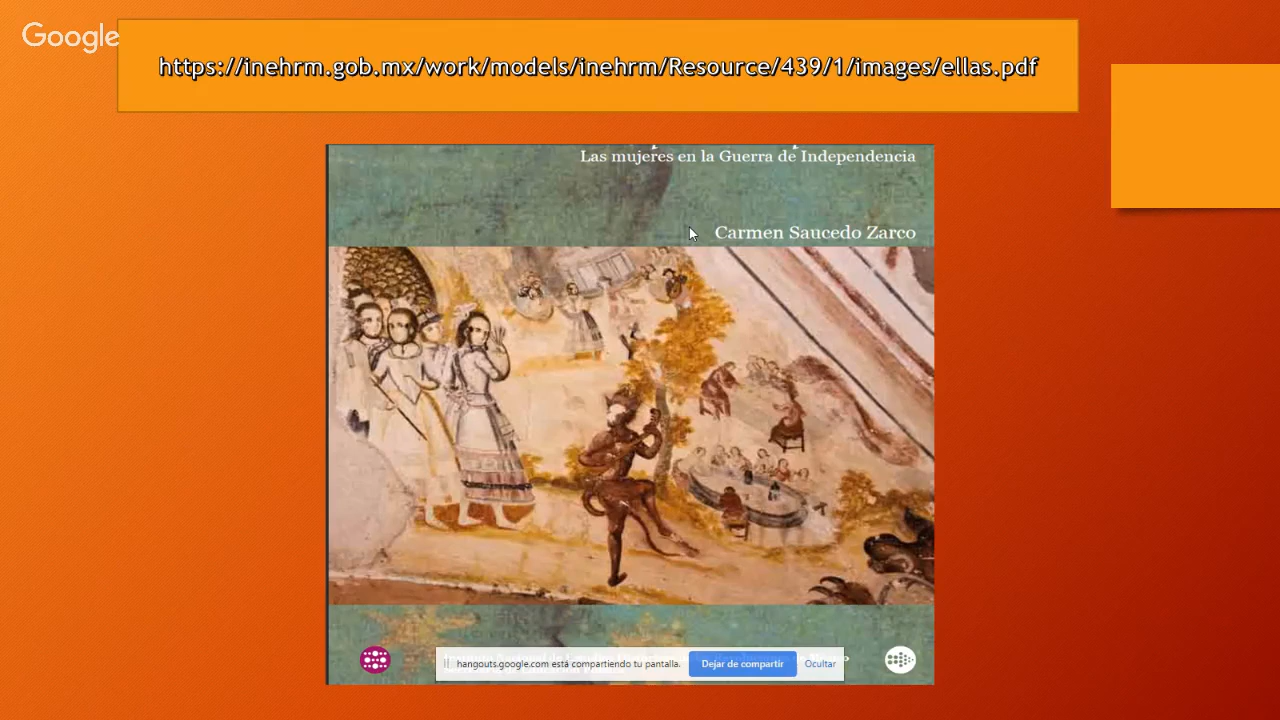 Google
https://inehrm.gob.mx/work/models/inehrm/Resource/439/1/images/ellas.pdf
Las mujeres en la Guerra de Independencia
Carmen Saucedo Zarco
hangouts.google.com está compartiendo tu pantalla.
Dejar de compartir
Ocultar